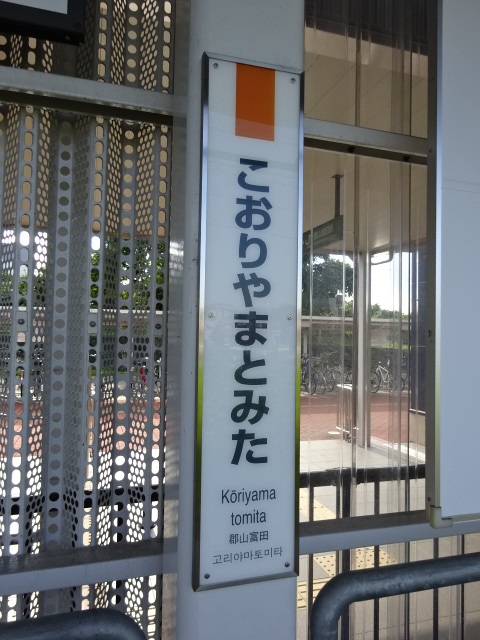 こおりやまとみた
Kōriyama
tomita
郡山富田
고리야마토미타